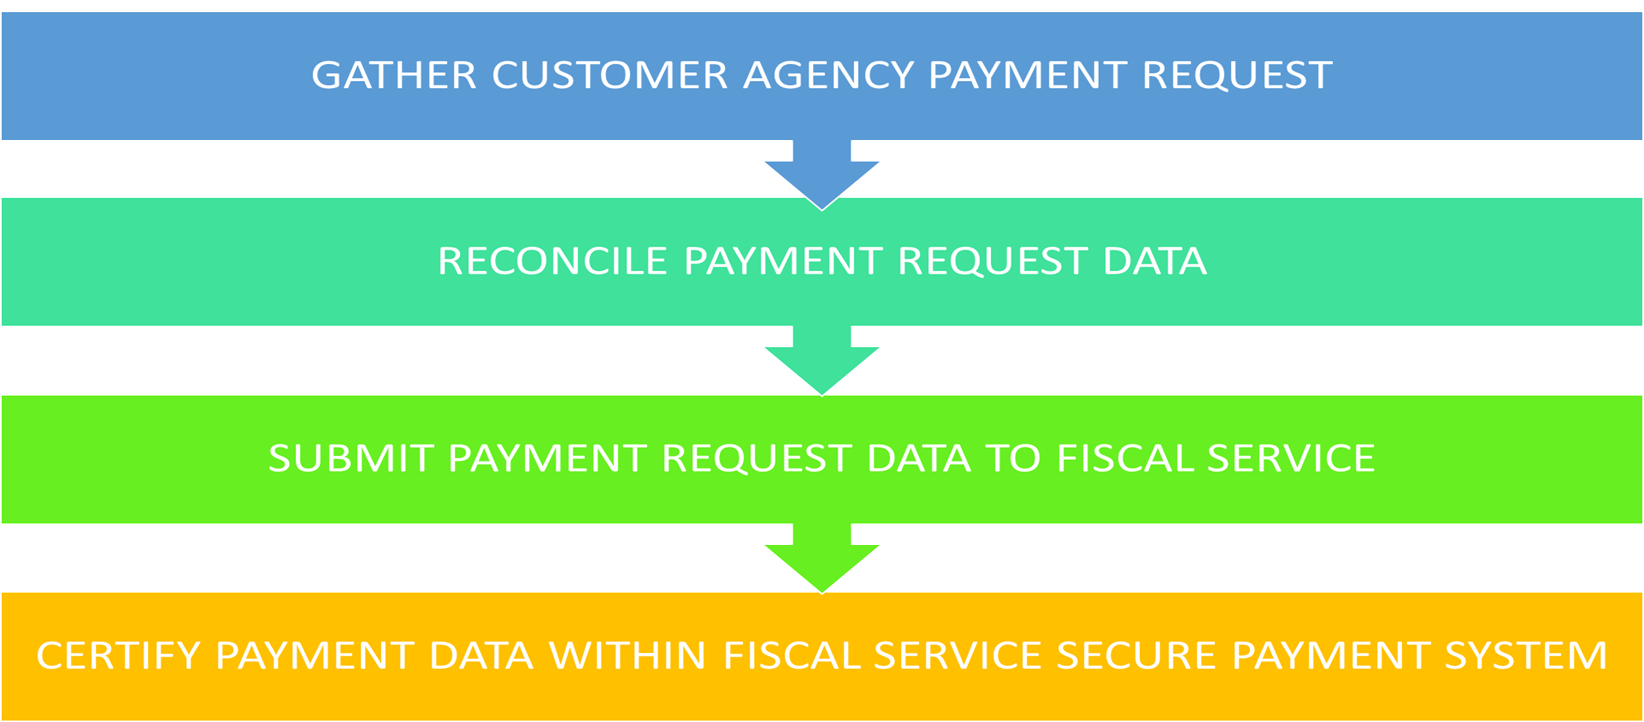 GATHER CUSTOMER AGENCY PAYMENT REQUEST
RECONCILE PAYMENT REQUEST DATA
SUBMIT PAYMENT REQUEST DATA TO FISCAL SERVICE
CERTIFY PAYMENT DATA WITHIN FISCAL SERVICE SECURE PAYMENT SYSTEM